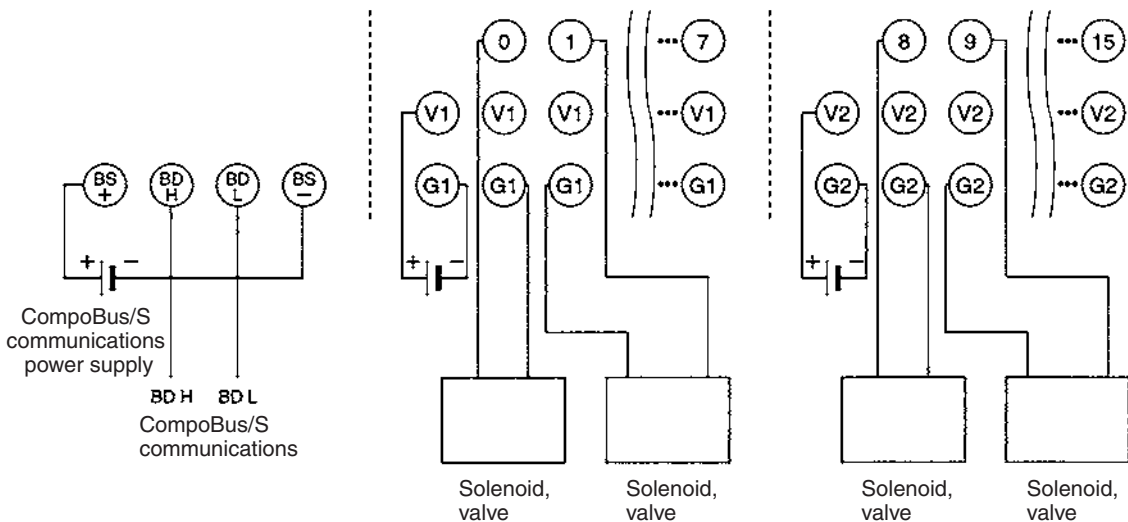 0 1 ••• 7
V1 V1 V1 ••• V1
G1 G1 G1 ••• G1
8 9 ••• 15
V2 V2 V2 ••• V2
G2 G2 G2 ••• G2
BS
+
BD
H
BD
L
BS
–
+ –
+ –
+ –
CompoBus/S
communications
power supply
BD H BD L
CompoBus/S
communications
Solenoid,
valve
Solenoid,
valve
Solenoid,
valve
Solenoid,
valve